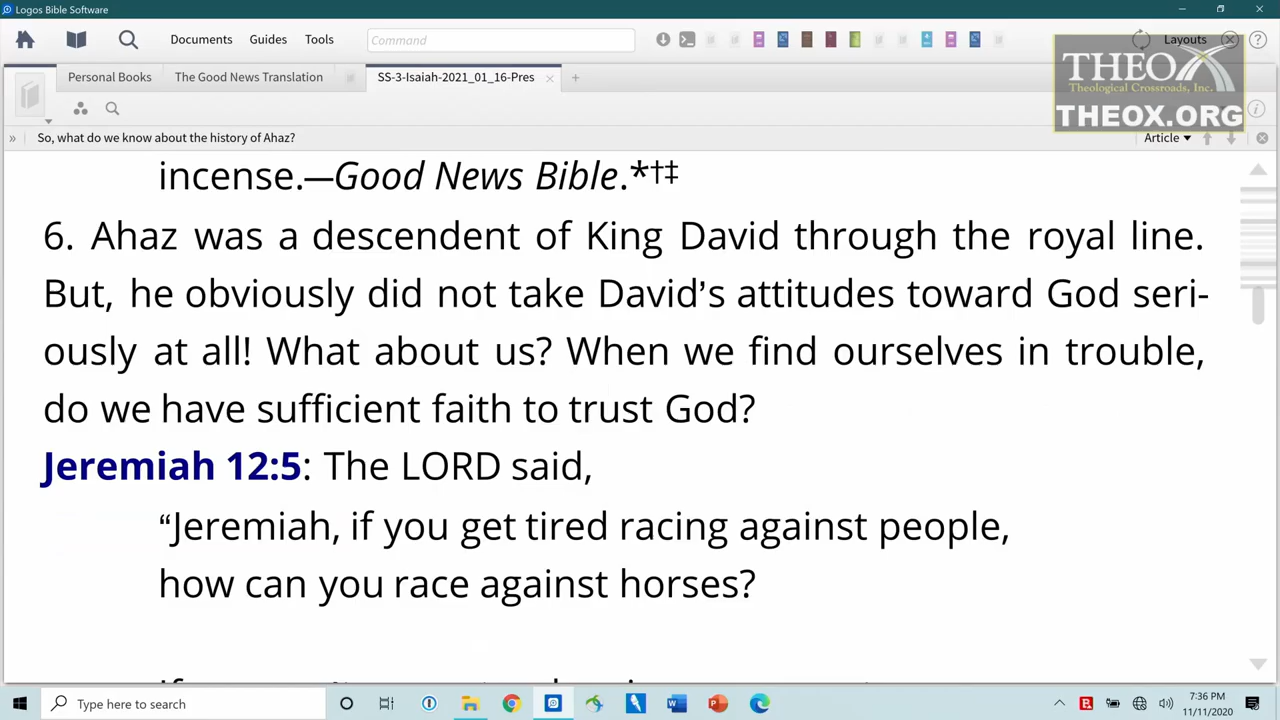 Logos Bible Software
Documents Guides Tools Command Layouts
THEOX
Theological Crossroads, Inc.
THEOX.ORG
Personal Books The Good News Translation SS-3-Isaiah-2021_01_16-Pres
So, what do we know about the history of Ahaz? Article
incense.—Good News Bible.*†‡
6. Ahaz was a descendent of King David through the royal line.
But, he obviously did not take David’s attitudes toward God seri-
ously at all! What about us? When we find ourselves in trouble,
do we have sufficient faith to trust God?
Jeremiah 12:5: The LORD said,
“Jeremiah, if you get tired racing against people,
how can you race against horses?
Type here to search
7:36 PM
11/11/2020